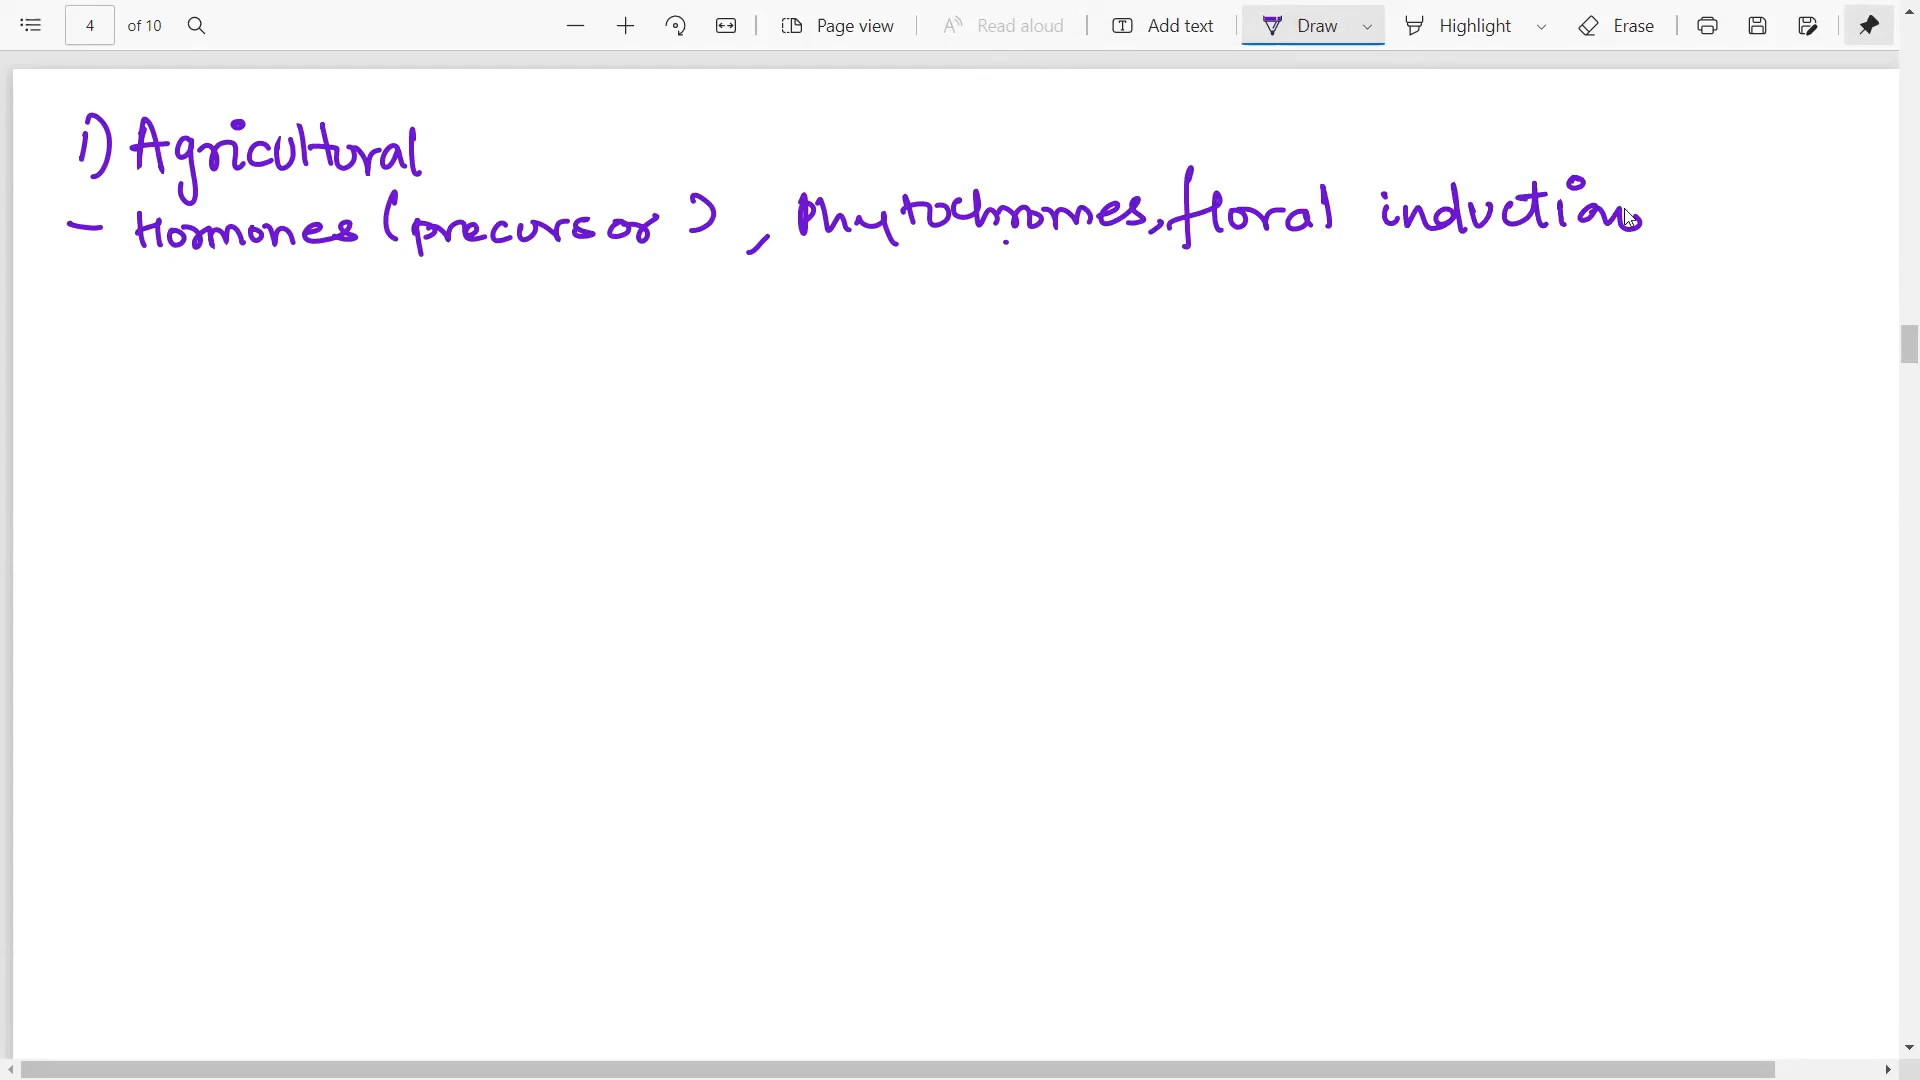 4 of 10 Page view Read aloud Add text Draw Highlight Erase
1) Agricultural
- Hormones (precursor), Phytochromes, floral induction